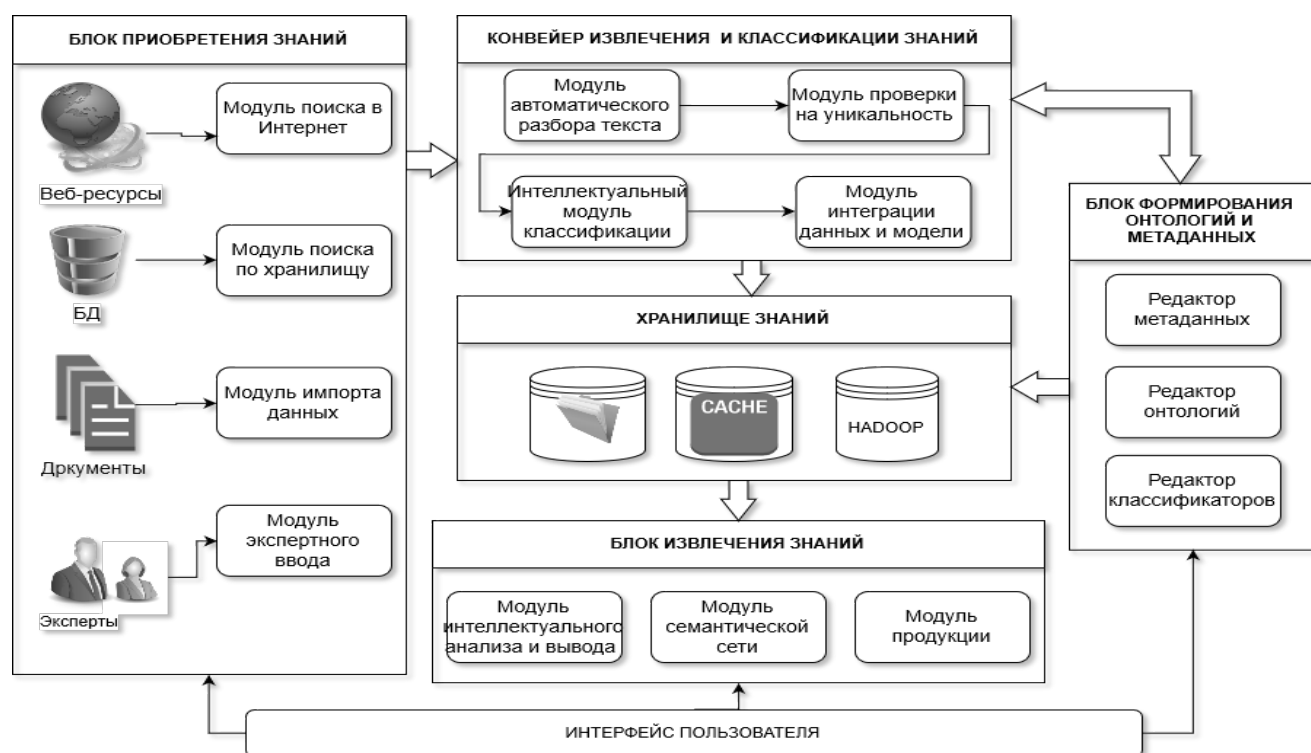 БЛОК ПРИОБРЕТЕНИЯ ЗНАНИЙ
Веб-ресурсы
Модуль поиска в
Интернет
БД
Модуль поиска
по хранилищу
Дркументы
Модуль импорта
данных
Эксперты
Модуль
экспертного
ввода
КОНВЕЙЕР ИЗВЛЕЧЕНИЯ И КЛАССИФИКАЦИИ ЗНАНИЙ
Модуль
автоматического
разбора текста
Модуль проверки
на уникальность
Интеллектуальный
модуль
классификации
Модуль
интеграции
данных и модели
ХРАНИЛИЩЕ ЗНАНИЙ
CACHE
HADOOP
БЛОК ИЗВЛЕЧЕНИЯ ЗНАНИЙ
Модуль
интеллектуального
анализа и вывода
Модуль
семантической
сети
Модуль
продукции
БЛОК ФОРМИРОВАНИЯ
ОНТОЛОГИЙ И
МЕТАДАННЫХ
Редактор
метаданных
Редактор
онтологий
Редактор
классификаторов
ИНТЕРФЕЙС ПОЛЬЗОВАТЕЛЯ